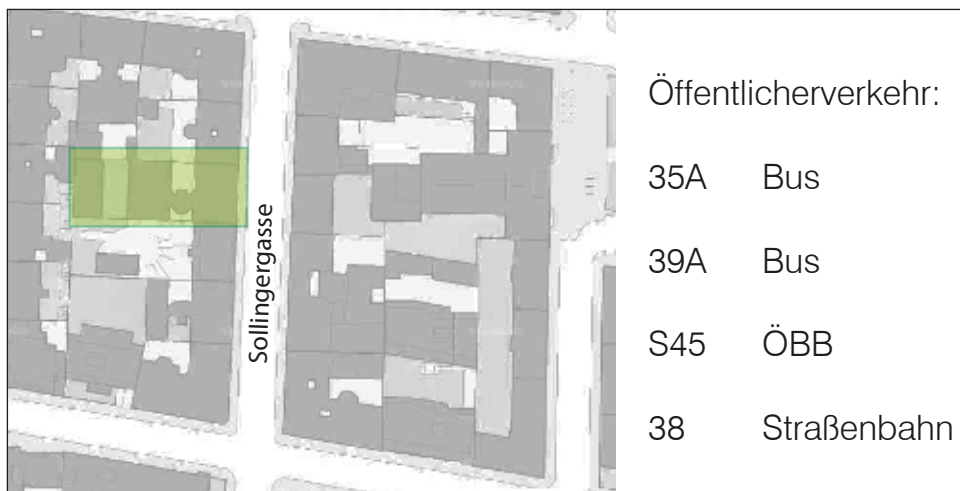 Sollingergasse
Öffentlicherverkehr:
35A Bus
39A Bus
S45 ÖBB
38 Straßenbahn